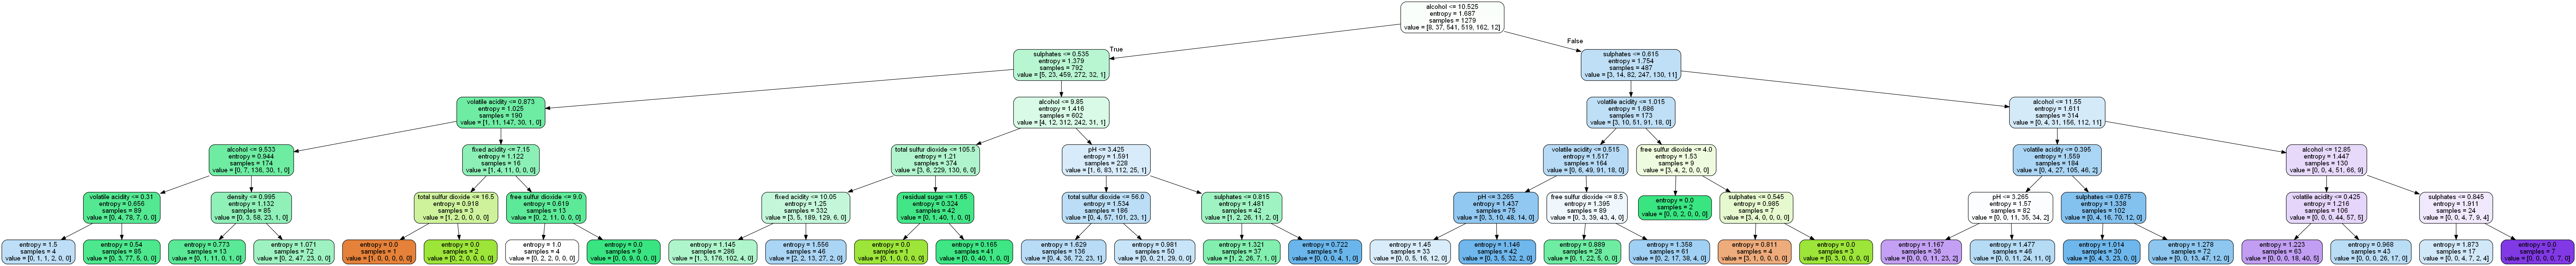 alcohol <= 10.525
entropy = 1.687
samples = 1279
value = [8, 37, 541, 519, 162, 12]
True
False
sulphates <= 0.535
entropy = 1.379
samples = 792
value = [5, 23, 459, 272, 32, 1]
sulphates <= 0.615
entropy = 1.754
samples = 487
value = [3, 14, 82, 247, 130, 11]
volatile acidity <= 0.873
entropy = 1.025
samples = 190
value = [1, 11, 147, 30, 1, 0]
alcohol <= 9.85
entropy = 1.416
samples = 602
value = [4, 12, 312, 242, 31, 1]
volatile acidity <= 1.015
entropy = 1.686
samples = 173
value = [3, 10, 51, 91, 18, 0]
alcohol <= 11.55
entropy = 1.611
samples = 314
value = [0, 4, 31, 156, 112, 11]
alcohol <= 9.533
entropy = 0.944
samples = 174
value = [0, 7, 136, 30, 1, 0]
fixed acidity <= 7.15
entropy = 1.122
samples = 16
value = [1, 4, 11, 0, 0, 0]
total sulfur dioxide <= 105.5
entropy = 1.21
samples = 374
value = [3, 6, 229, 130, 6, 0]
pH <= 3.425
entropy = 1.591
samples = 228
value = [1, 6, 83, 112, 25, 1]
volatile acidity <= 0.515
entropy = 1.517
samples = 164
value = [0, 6, 49, 91, 18, 0]
free sulfur dioxide <= 4.0
entropy = 1.53
samples = 9
value = [3, 4, 2, 0, 0, 0]
volatile acidity <= 0.395
entropy = 1.559
samples = 184
value = [0, 4, 27, 105, 46, 2]
alcohol <= 12.85
entropy = 1.447
samples = 130
value = [0, 0, 4, 51, 66, 9]
volatile acidity <= 0.31
entropy = 0.656
samples = 89
value = [0, 4, 78, 7, 0, 0]
density <= 0.995
entropy = 1.132
samples = 85
value = [0, 3, 58, 23, 1, 0]
total sulfur dioxide <= 16.5
entropy = 0.918
samples = 3
value = [1, 2, 0, 0, 0, 0]
free sulfur dioxide <= 9.0
entropy = 0.619
samples = 13
value = [0, 2, 11, 0, 0, 0]
fixed acidity <= 10.05
entropy = 1.25
samples = 332
value = [3, 5, 189, 129, 6, 0]
residual sugar <= 1.65
entropy = 0.324
samples = 42
value = [0, 1, 40, 1, 0, 0]
total sulfur dioxide <= 56.0
entropy = 1.534
samples = 186
value = [0, 4, 57, 101, 23, 1]
sulphates <= 0.815
entropy = 1.481
samples = 42
value = [1, 2, 26, 11, 2, 0]
pH <= 3.265
entropy = 1.437
samples = 75
value = [0, 3, 10, 48, 14, 0]
free sulfur dioxide <= 8.5
entropy = 1.395
samples = 89
value = [0, 3, 39, 43, 4, 0]
entropy = 0.0
samples = 2
value = [0, 0, 2, 0, 0, 0]
sulphates <= 0.545
entropy = 0.985
samples = 7
value = [3, 4, 0, 0, 0, 0]
pH <= 3.265
entropy = 1.57
samples = 82
value = [0, 0, 11, 35, 34, 2]
density <= 0.675
entropy = 1.338
samples = 102
value = [0, 4, 16, 70, 12, 0]
volatile acidity <= 0.425
entropy = 1.216
samples = 106
value = [0, 0, 0, 44, 57, 5]
sulphates <= 0.845
entropy = 1.911
samples = 24
value = [0, 0, 4, 7, 9, 4]
entropy = 1.5
samples = 4
value = [0, 1, 1, 2, 0, 0]
entropy = 0.54
samples = 85
value = [0, 3, 77, 5, 0, 0]
entropy = 0.773
samples = 13
value = [0, 1, 11, 0, 1, 0]
entropy = 1.071
samples = 72
value = [0, 2, 47, 23, 0, 0]
entropy = 0.0
samples = 1
value = [1, 0, 0, 0, 0, 0]
entropy = 0.0
samples = 2
value = [0, 2, 0, 0, 0, 0]
entropy = 1.0
samples = 4
value = [0, 2, 2, 0, 0, 0]
entropy = 0.0
samples = 9
value = [0, 0, 9, 0, 0, 0]
entropy = 1.145
samples = 286
value = [1, 3, 176, 102, 4, 0]
entropy = 1.556
samples = 46
value = [2, 2, 13, 27, 2, 0]
entropy = 0.0
samples = 1
value = [0, 1, 0, 0, 0, 0]
entropy = 0.165
samples = 41
value = [0, 0, 40, 1, 0, 0]
entropy = 1.629
samples = 136
value = [0, 4, 36, 72, 23, 1]
entropy = 0.981
samples = 50
value = [0, 0, 21, 29, 0, 0]
entropy = 1.321
samples = 37
value = [1, 2, 26, 7, 1, 0]
entropy = 0.722
samples = 5
value = [0, 0, 0, 4, 1, 0]
entropy = 1.45
samples = 33
value = [0, 0, 5, 16, 12, 0]
entropy = 1.146
samples = 42
value = [0, 3, 5, 32, 2, 0]
entropy = 0.889
samples = 28
value = [0, 1, 22, 5, 0, 0]
entropy = 1.358
samples = 61
value = [0, 2, 17, 38, 4, 0]
entropy = 0.811
samples = 4
value = [3, 1, 0, 0, 0, 0]
entropy = 0.0
samples = 3
value = [0, 3, 0, 0, 0, 0]
entropy = 1.167
samples = 36
value = [0, 0, 0, 11, 23, 2]
entropy = 1.477
samples = 46
value = [0, 0, 11, 24, 11, 0]
entropy = 1.014
samples = 30
value = [0, 4, 3, 23, 0, 0]
entropy = 1.278
samples = 72
value = [0, 0, 13, 47, 12, 0]
entropy = 1.223
samples = 63
value = [0, 0, 0, 18, 40, 5]
entropy = 0.968
samples = 43
value = [0, 0, 0, 26, 17, 0]
entropy = 1.873
samples = 17
value = [0, 0, 4, 7, 2, 4]
entropy = 0.0
samples = 7